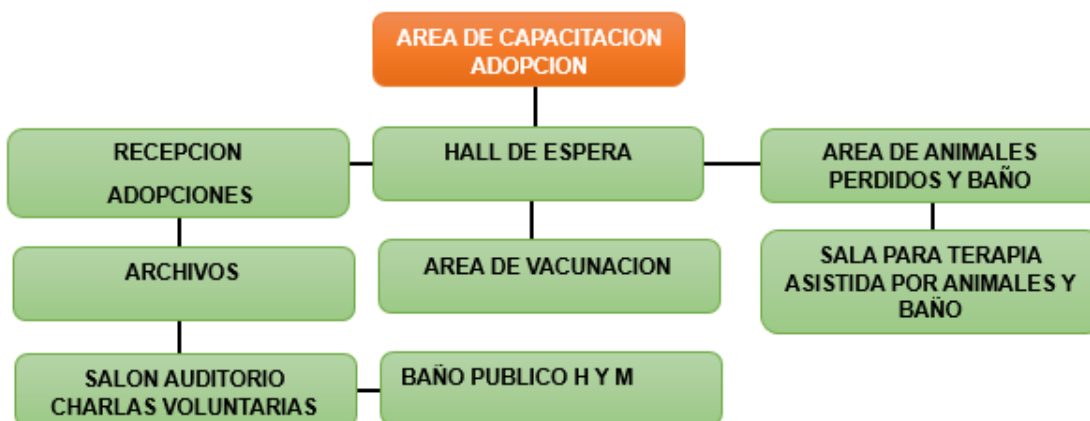 AREA DE CAPACITACION
ADOPCION
RECEPCION
ADOPCIONES
HALL DE ESPERA
AREA DE ANIMALES
PERDIDOS Y BAÑO
ARCHIVOS
AREA DE VACUNACION
SALA PARA TERAPIA
ASISTIDA POR ANIMALES Y
BAÑO
SALON AUDITORIO
CHARLAS VOLUNTARIAS
BAÑO PUBLICO H Y M